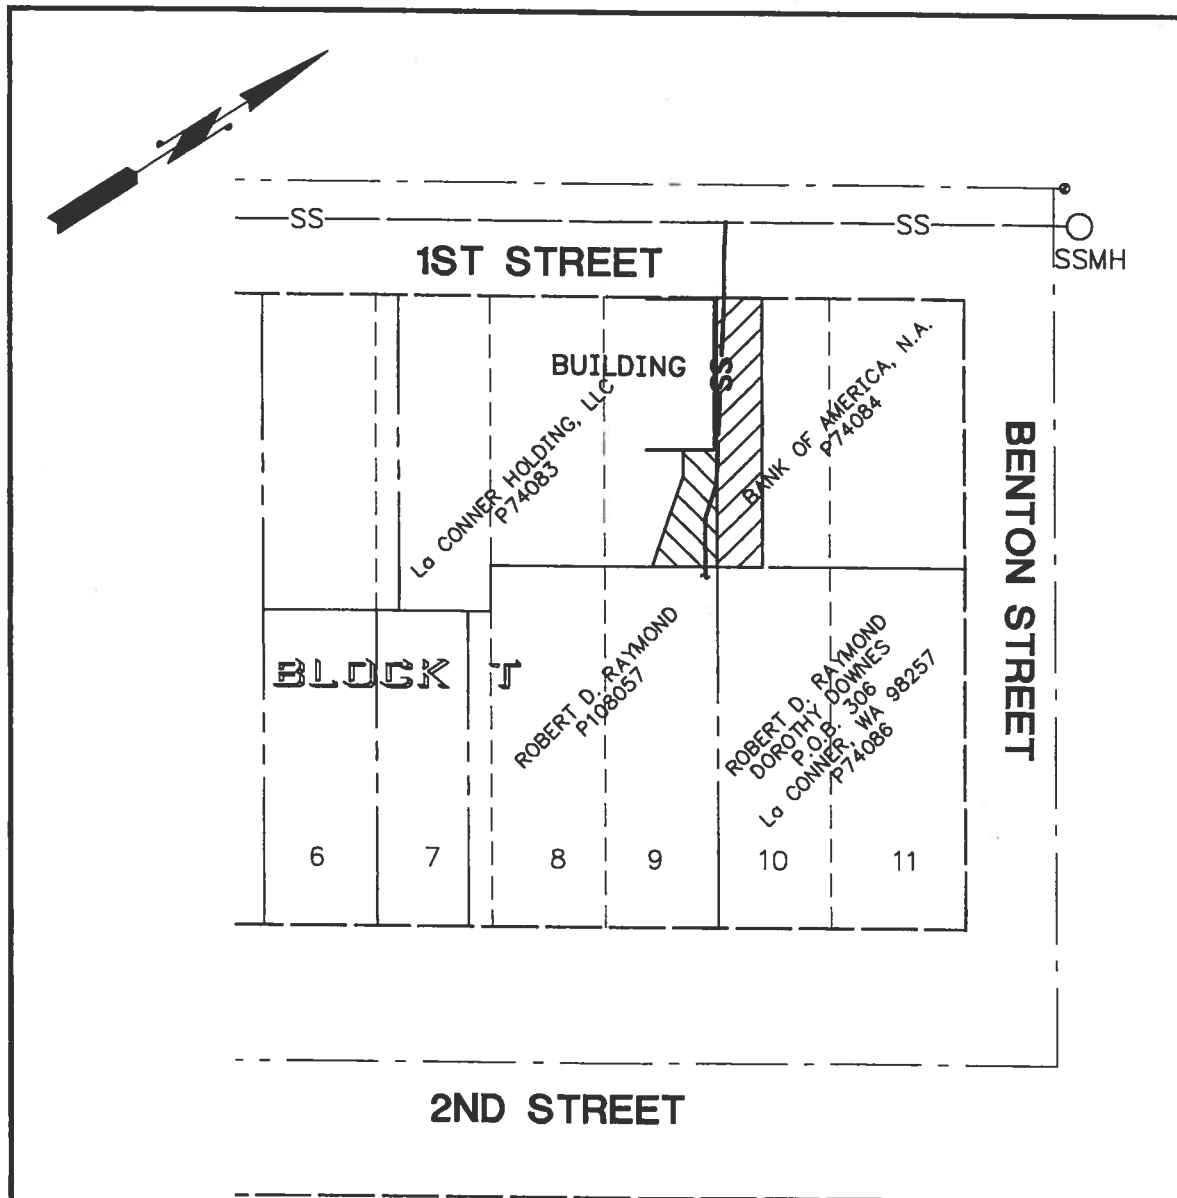 SS
SS
SSMH
1ST STREET
BUILDING
SS
La CONNER HOLDING, LLC
P74083
BANK OF AMERICA, N.A.
P74084
BENTON STREET
BLOCK T
ROBERT D. RAYMOND
P108057
ROBERT D. RAYMOND
DOROTHY DOWNES
P.O.B. 306
La CONNER, WA 98257
P74086
6
7
8
9
10
11
2ND STREET